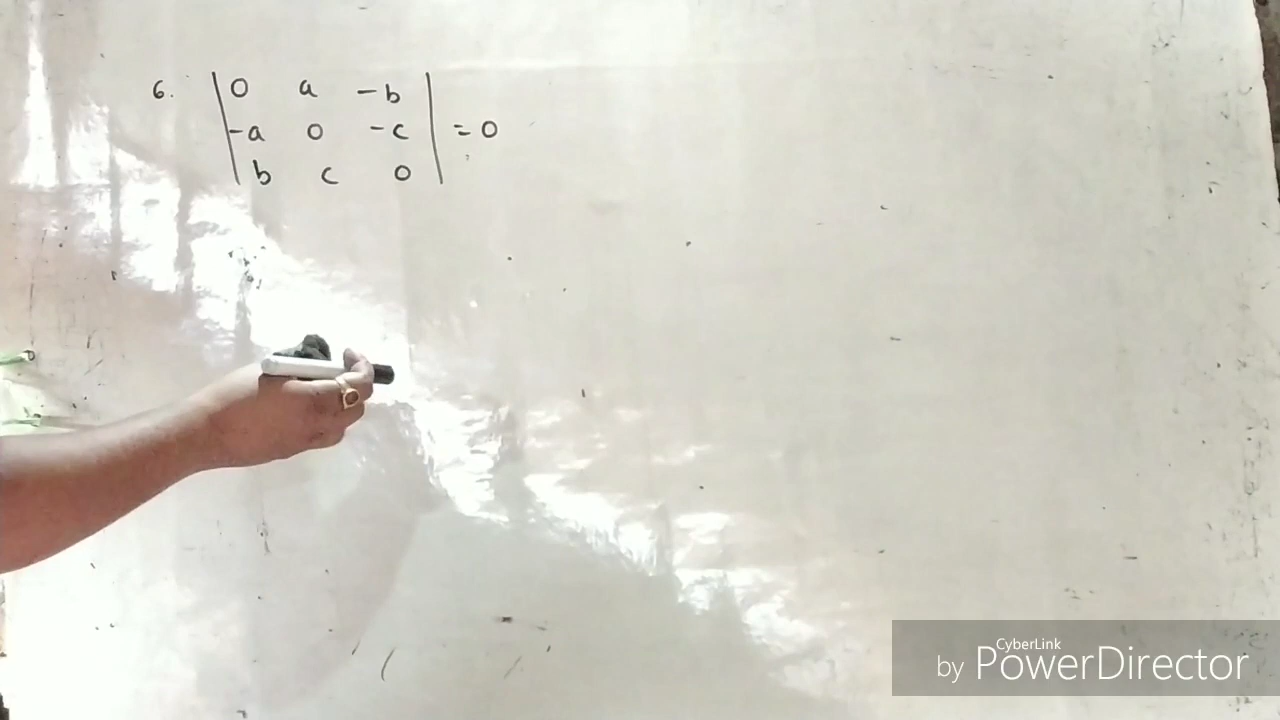 6. | 0 a -b |
| -a 0 -c | = 0
| b c 0 |
CyberLink
by PowerDirector